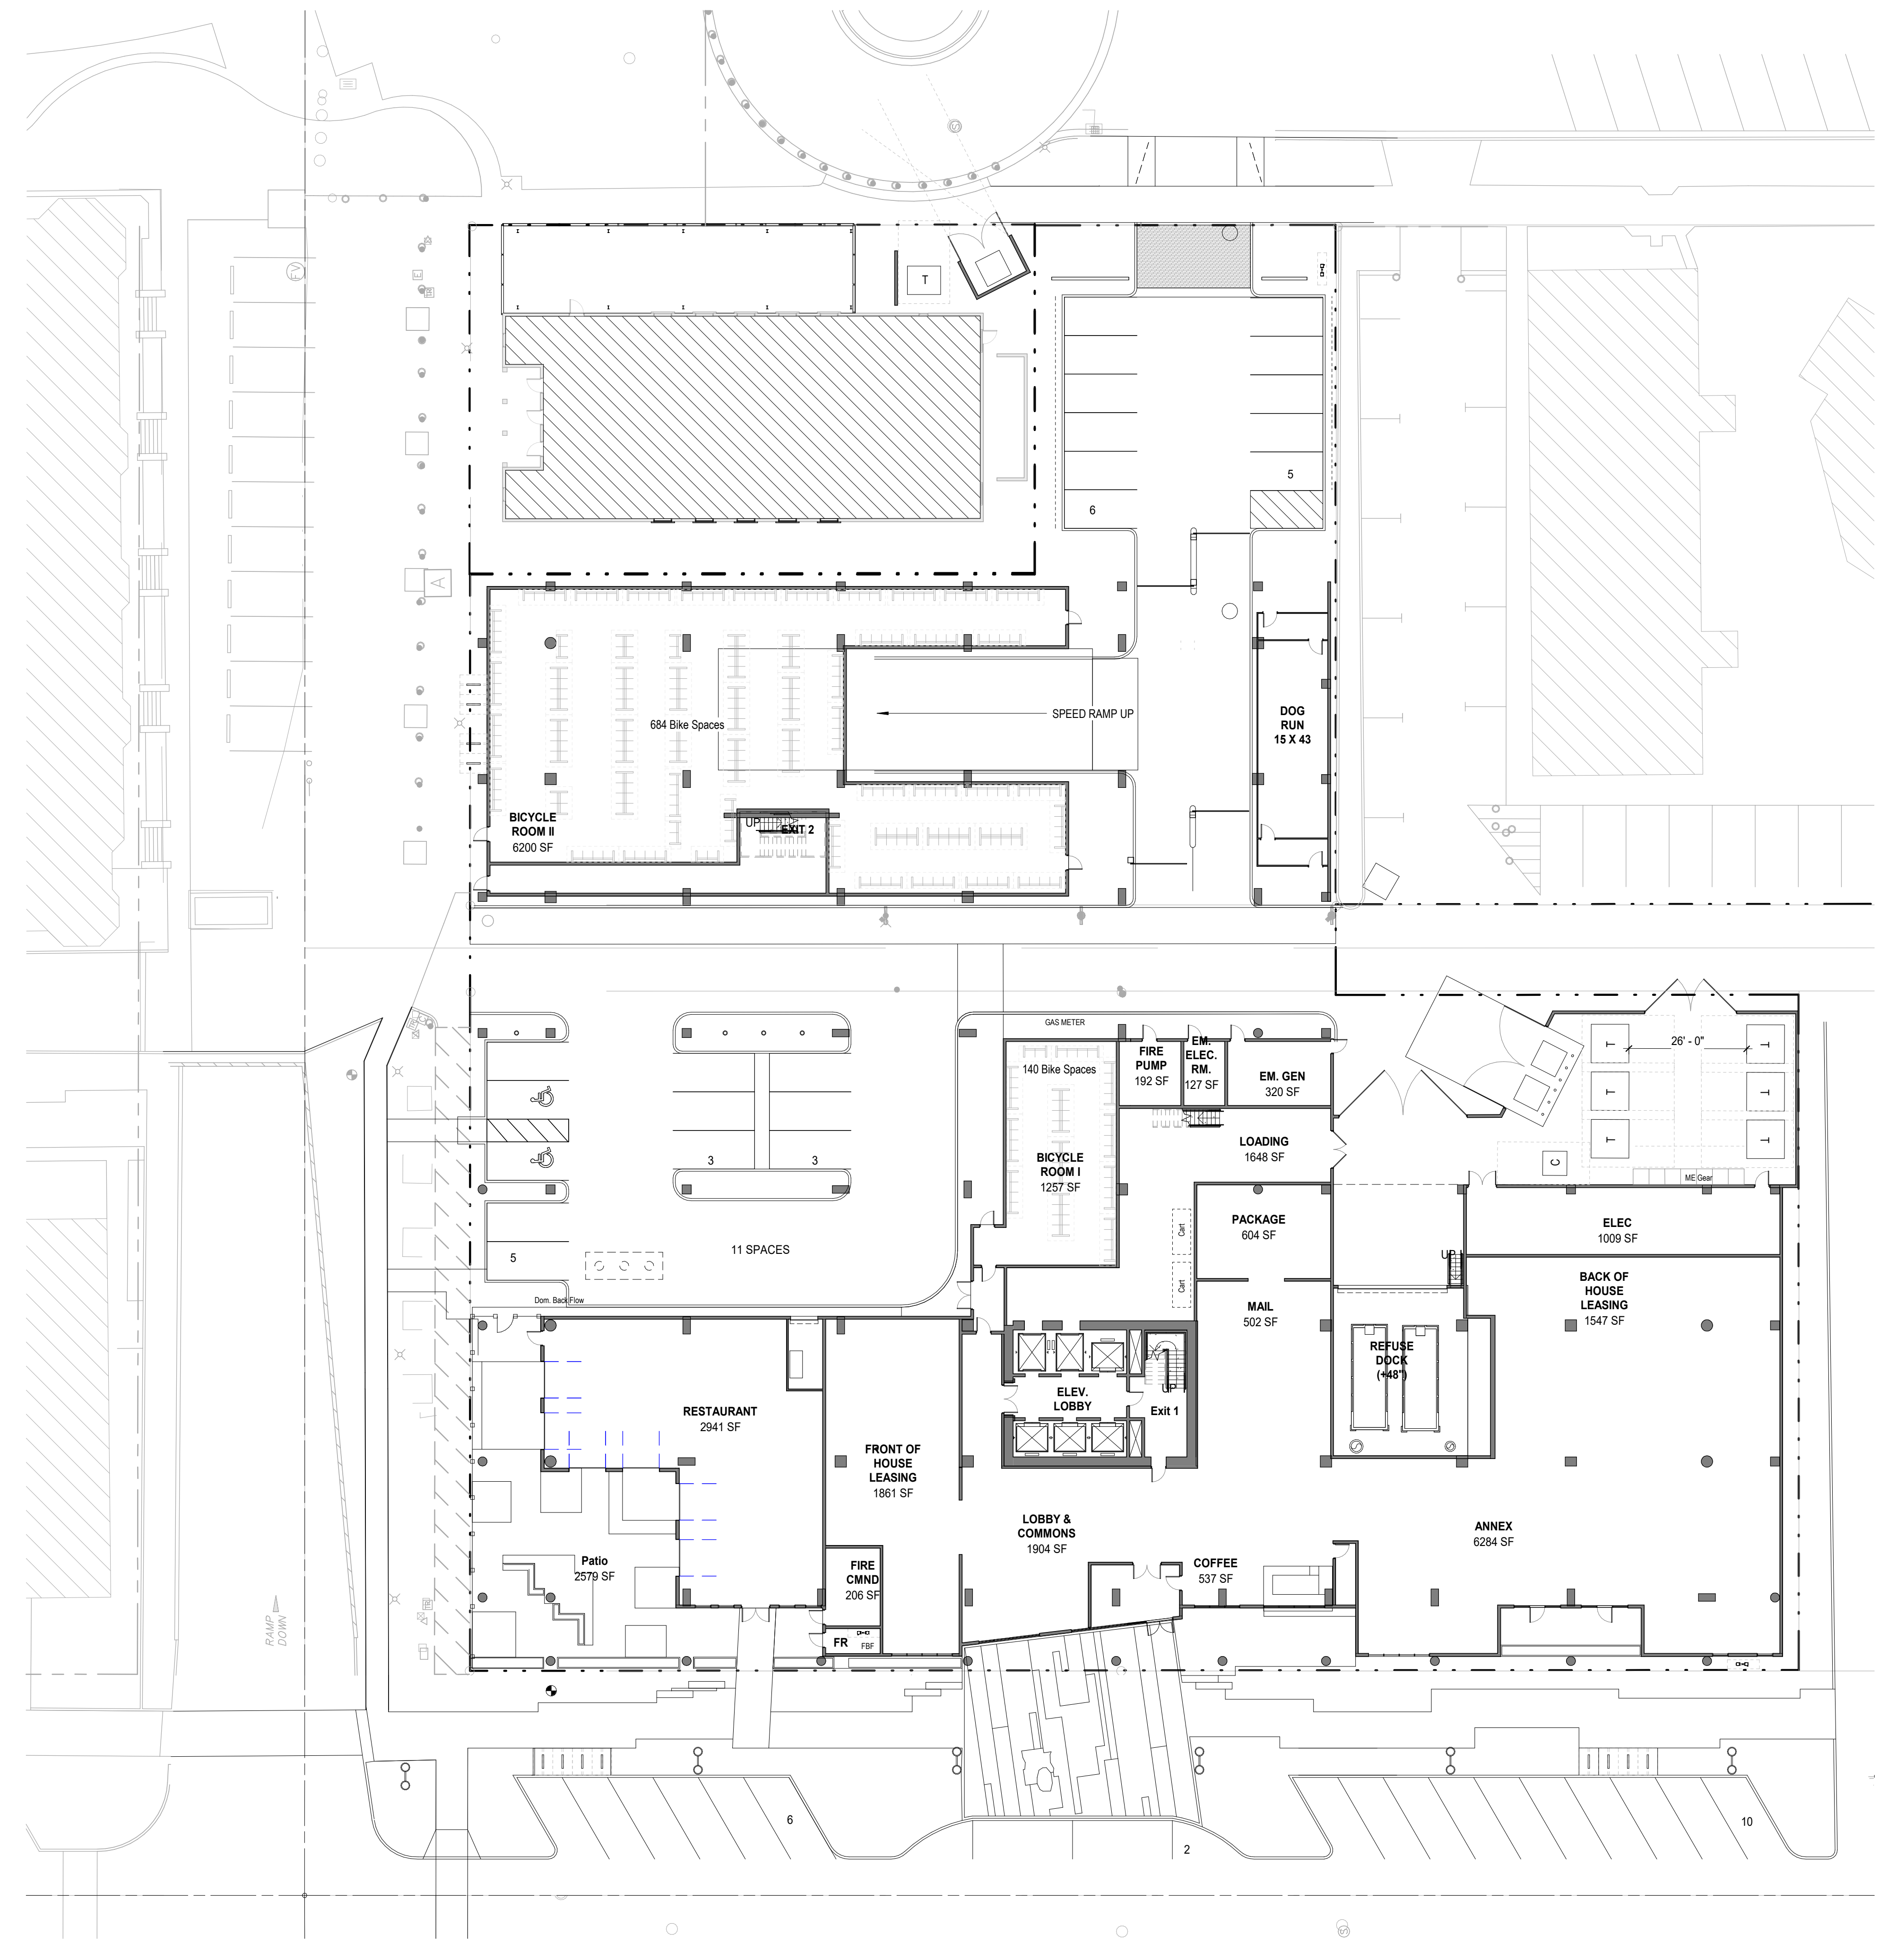 S
FV
E
T
A
5
6
DOG
RUN
15 X 43
684 Bike Spaces
SPEED RAMP UP
BICYCLE
ROOM II
6200 SF
UP
EXIT 2
GAS METER
140 Bike Spaces
FIRE
PUMP
192 SF
EM.
ELEC.
RM.
127 SF
EM. GEN
320 SF
26' - 0"
T
T
T
T
T
T
LOADING
1648 SF
BICYCLE
ROOM I
1257 SF
3
3
C
ME Gear
PACKAGE
604 SF
Cart
Cart
ELEC
1009 SF
11 SPACES
5
UP
BACK OF
HOUSE
LEASING
1547 SF
Dom. Back Flow
MAIL
502 SF
REFUSE
DOCK
(+48")
ELEV.
LOBBY
UP
Exit 1
RESTAURANT
2941 SF
FRONT OF
HOUSE
LEASING
1861 SF
S
S
LOBBY &
COMMONS
1904 SF
ANNEX
6284 SF
Patio
2579 SF
FIRE
CMND
206 SF
COFFEE
537 SF
RAMP
DOWN
FR
FBF
6
2
10
S